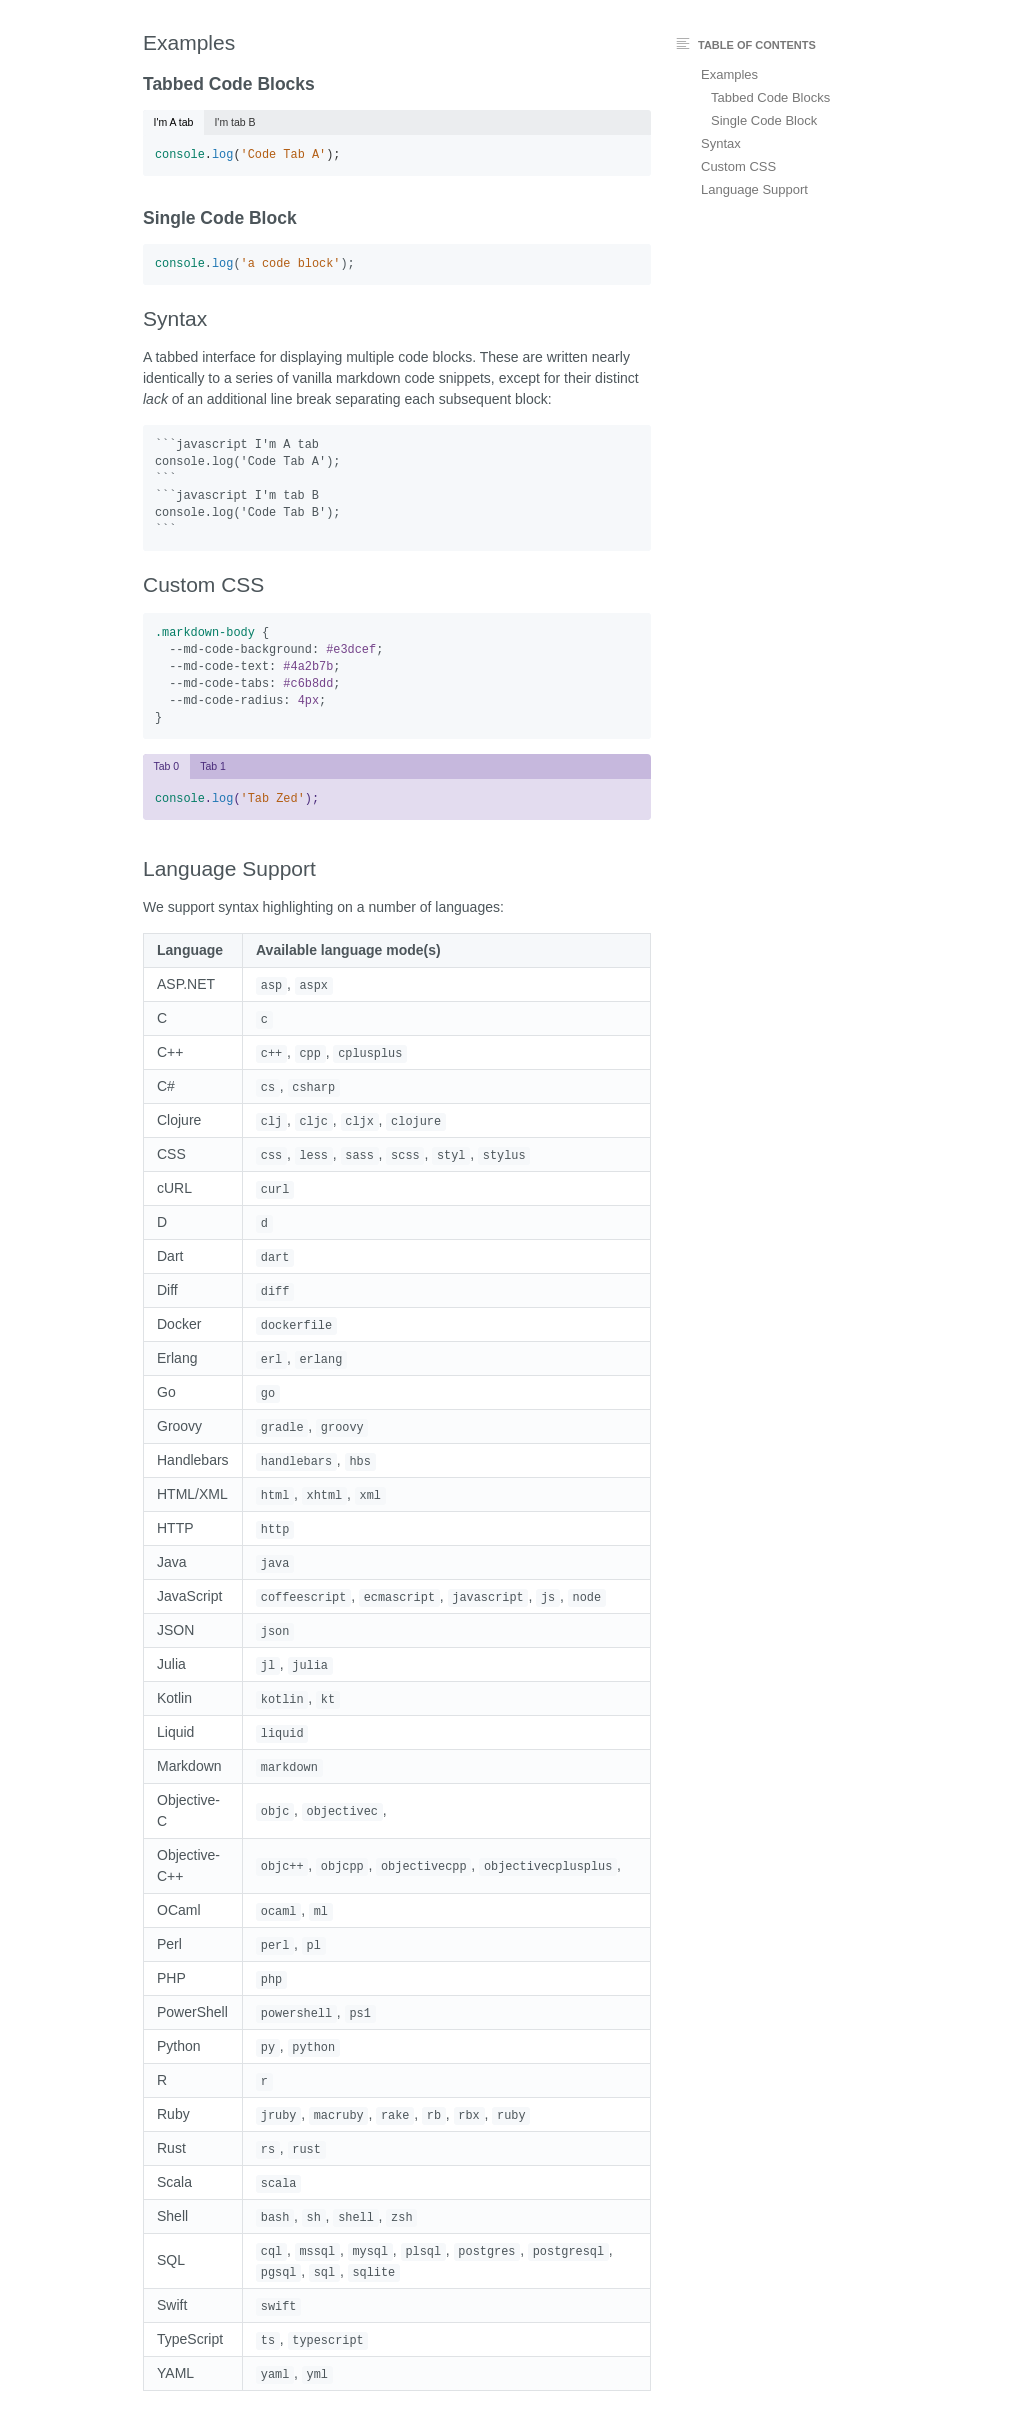 Examples
TABLE OF CONTENTS
Examples
Tabbed Code Blocks
Single Code Block
Syntax
Custom CSS
Language Support
Tabbed Code Blocks
I'm A tab I'm tab B
console.log('Code Tab A');
Single Code Block
console.log('a code block');
Syntax
A tabbed interface for displaying multiple code blocks. These are written nearly
identically to a series of vanilla markdown code snippets, except for their distinct
lack of an additional line break separating each subsequent block:
```javascript I'm A tab
console.log('Code Tab A');
```
```javascript I'm tab B
console.log('Code Tab B');
```
Custom CSS
.markdown-body {
  --md-code-background: #e3dcef;
  --md-code-text: #4a2b7b;
  --md-code-tabs: #c6b8dd;
  --md-code-radius: 4px;
}
Tab 0 Tab 1
console.log('Tab Zed');
Language Support
We support syntax highlighting on a number of languages:
Language Available language mode(s)
ASP.NET asp , aspx
C c
C++ c++ , cpp , cplusplus
C# cs , csharp
Clojure clj , cljc , cljx , clojure
CSS css , less , sass , scss , styl , stylus
cURL curl
D d
Dart dart
Diff diff
Docker dockerfile
Erlang erl , erlang
Go go
Groovy gradle , groovy
Handlebars handlebars , hbs
HTML/XML html , xhtml , xml
HTTP http
Java java
JavaScript coffeescript , ecmascript , javascript , js , node
JSON json
Julia jl , julia
Kotlin kotlin , kt
Liquid liquid
Markdown markdown
Objective-
C objc , objectivec ,
Objective-
C++ objc++ , objcpp , objectivecpp , objectivecplusplus ,
OCaml ocaml , ml
Perl perl , pl
PHP php
PowerShell powershell , ps1
Python py , python
R r
Ruby jruby , macruby , rake , rb , rbx , ruby
Rust rs , rust
Scala scala
Shell bash , sh , shell , zsh
SQL cql , mssql , mysql , plsql , postgres , postgresql ,
pgsql , sql , sqlite
Swift swift
TypeScript ts , typescript
YAML yaml , yml